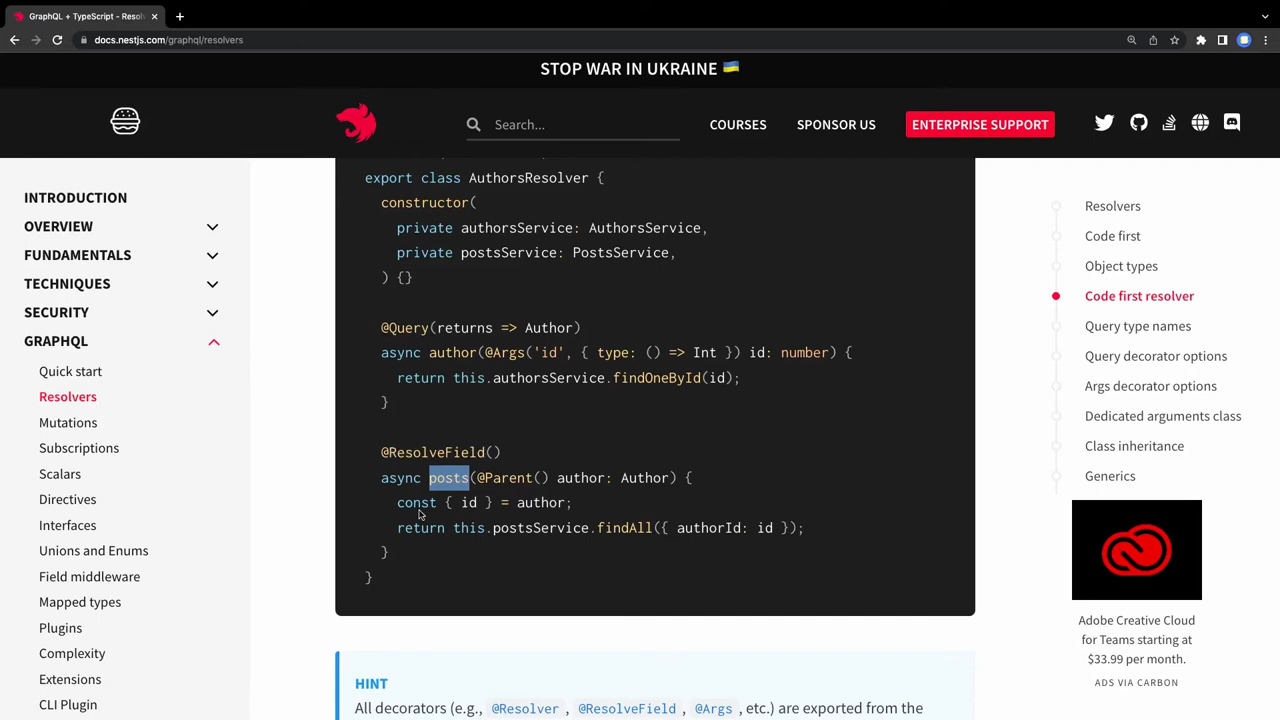 GraphQL + TypeScript - Resol
docs.nestjs.com/graphql/resolvers
STOP WAR IN UKRAINE
Search...
COURSES
SPONSOR US
ENTERPRISE SUPPORT
INTRODUCTION
OVERVIEW
FUNDAMENTALS
TECHNIQUES
SECURITY
GRAPHQL
Quick start
Resolvers
Mutations
Subscriptions
Scalars
Directives
Interfaces
Unions and Enums
Field middleware
Mapped types
Plugins
Complexity
Extensions
CLI Plugin
export class AuthorsResolver {
constructor(
private authorsService: AuthorsService,
private postsService: PostsService,
) {}
@Query(returns => Author)
async author(@Args('id', { type: () => Int }) id: number) {
return this.authorsService.findOneById(id);
}
@ResolveField()
async posts(@Parent() author: Author) {
const { id } = author;
return this.postsService.findAll({ authorId: id });
}
}
HINT
All decorators (e.g., @Resolver, @ResolveField, @Args, etc.) are exported from the
Resolvers
Code first
Object types
Code first resolver
Query type names
Query decorator options
Args decorator options
Dedicated arguments class
Class inheritance
Generics
Adobe Creative Cloud
for Teams starting at
$33.99 per month.
ADS VIA CARBON